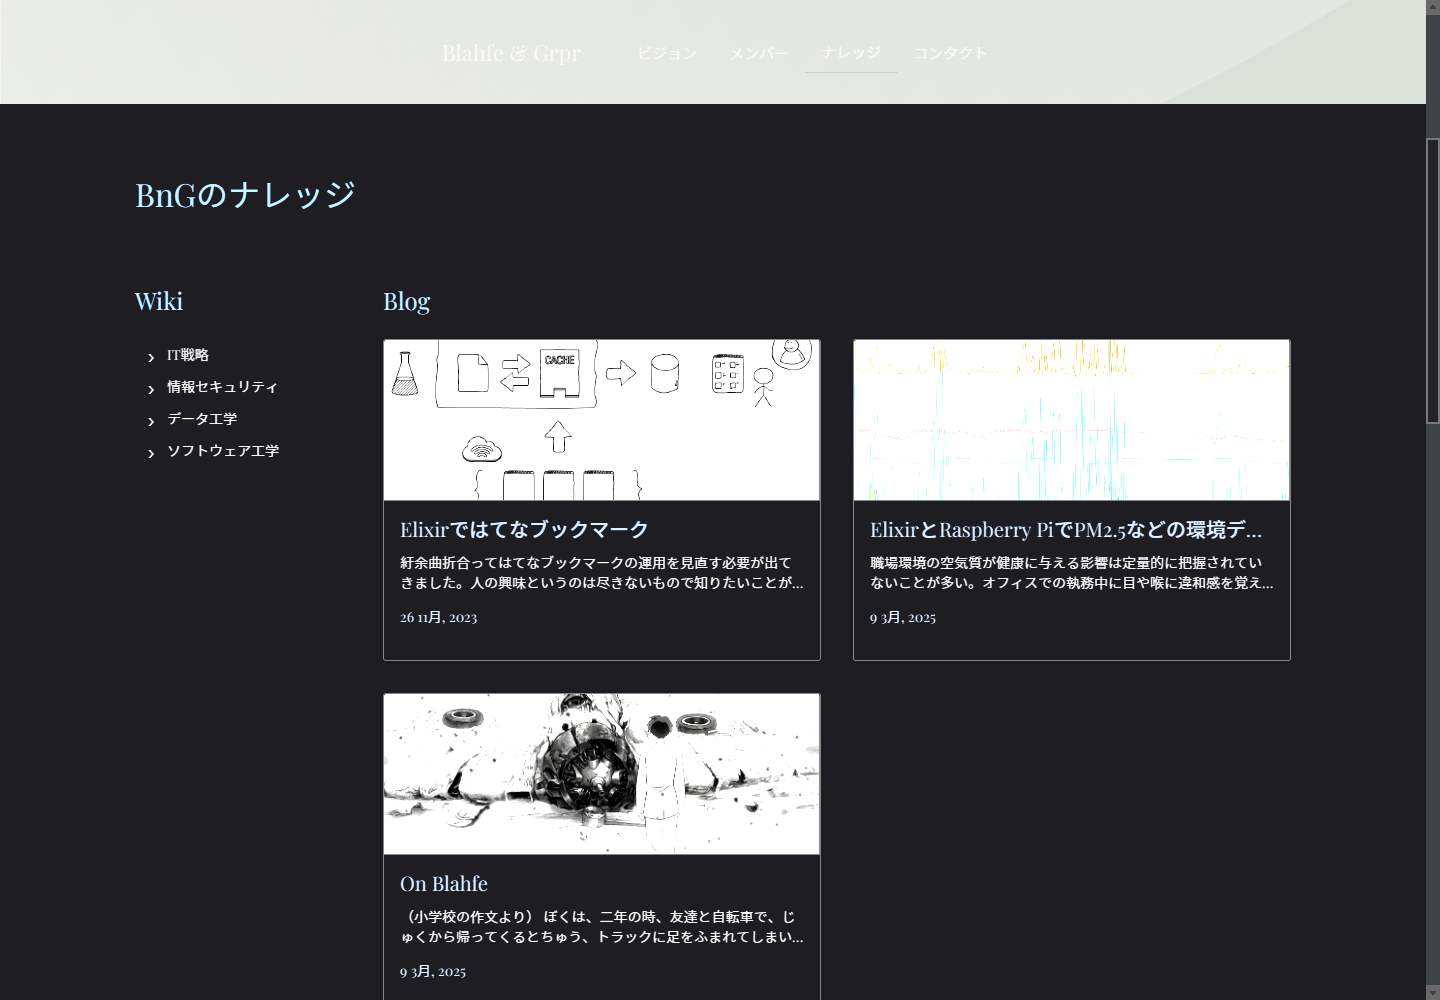 Blahfe & Grpr
ビジョン
メンバー
ナレッジ
コンタクト
BnGのナレッジ
Wiki
IT戦略
情報セキュリティ
データ工学
ソフトウェア工学
Blog
CACHE
Elixirではてなブックマーク
紆余曲折合ってはてなブックマークの運用を見直す必要が出て
きました。人の興味というのは尽きないもので知りたいことが…
26 11月, 2023
ElixirとRaspberry PiでPM2.5などの環境デ…
職場環境の空気質が健康に与える影響は定量的に把握されてい
ないことが多い。オフィスでの執務中に目や喉に違和感を覚え…
9 3月, 2025
On Blahfe
（小学校の作文より） ぼくは、二年の時、友達と自転車で、じ
ゅくから帰ってくるとちゅう、トラックに足をふまれてしまい…
9 3月, 2025